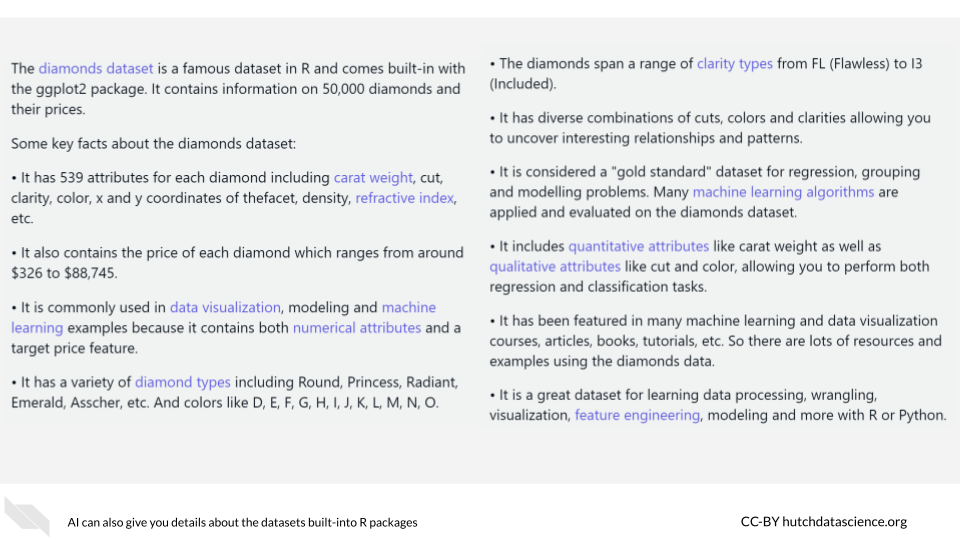 The diamonds dataset is a famous dataset in R and comes built-in with
the ggplot2 package. It contains information on 50,000 diamonds and
their prices.
Some key facts about the diamonds dataset:
• It has 539 attributes for each diamond including carat weight, cut,
clarity, color, x and y coordinates of thefacet, density, refractive index,
etc.
• It also contains the price of each diamond which ranges from around
$326 to $88,745.
• It is commonly used in data visualization, modeling and machine
learning examples because it contains both numerical attributes and a
target price feature.
• It has a variety of diamond types including Round, Princess, Radiant,
Emerald, Asscher, etc. And colors like D, E, F, G, H, I, J, K, L, M, N, O.
• The diamonds span a range of clarity types from FL (Flawless) to I3
(Included).
• It has diverse combinations of cuts, colors and clarities allowing you
to uncover interesting relationships and patterns.
• It is considered a "gold standard" dataset for regression, grouping
and modelling problems. Many machine learning algorithms are
applied and evaluated on the diamonds dataset.
• It includes quantitative attributes like carat weight as well as
qualitative attributes like cut and color, allowing you to perform both
regression and classification tasks.
• It has been featured in many machine learning and data visualization
courses, articles, books, tutorials, etc. So there are lots of resources and
examples using the diamonds data.
• It is a great dataset for learning data processing, wrangling,
visualization, feature engineering, modeling and more with R or Python.
AI can also give you details about the datasets built-into R packages
CC-BY hutchdatascience.org